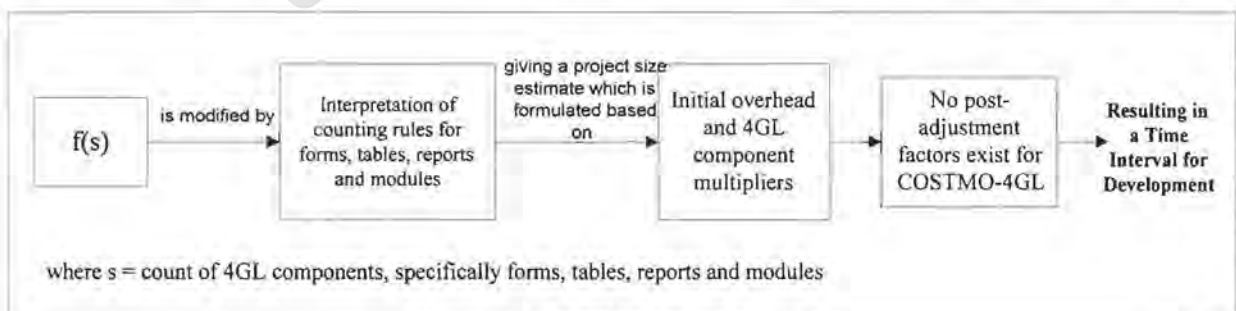 f(s)
is modified by
Interpretation of
counting rules for
forms, tables, reports
and modules
giving a project size
estimate which is
formulated based
on
Initial overhead
and 4GL
component
multipliers
No post-
adjustment
factors exist for
COSTMO-4GL
Resulting in
a Time
Interval for
Development
where s = count of 4GL components, specifically forms, tables, reports and modules